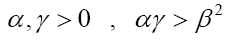 α, γ > 0 , αγ > β²